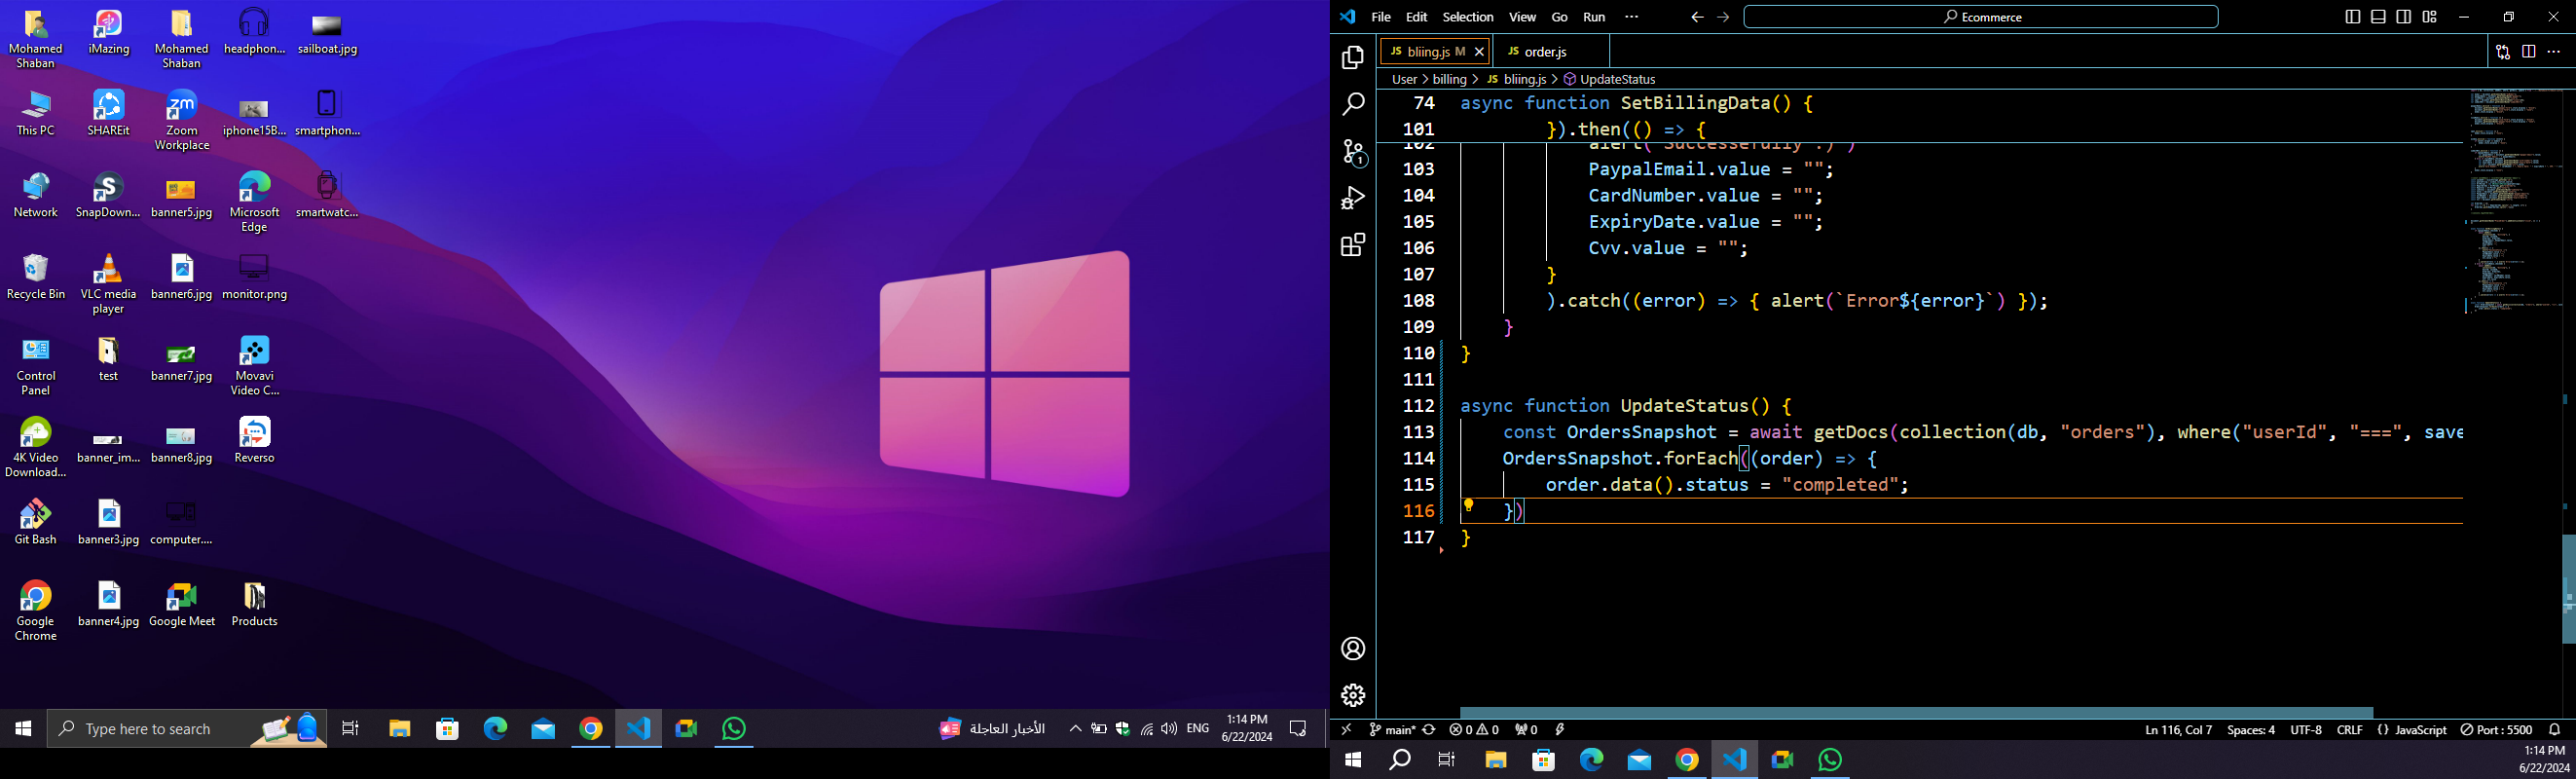 Mohamed Shaban
iMazing
Mohamed Shaban
headphon...
sailboat.jpg
This PC
SHAREit
Zoom Workplace
iphone15B...
smartphon...
Network
SnapDown...
banner5.jpg
Microsoft Edge
smartwatc...
Recycle Bin
VLC media player
banner6.jpg
monitor.png
Control Panel
test
banner7.jpg
Movavi Video C...
4K Video Download...
banner_im...
banner8.jpg
Reverso
Git Bash
banner3.jpg
computer....
Google Chrome
banner4.jpg
Google Meet
Products
Type here to search
الأخبار العاجلة
ENG
1:14 PM
6/22/2024
File Edit Selection View Go Run ···
Ecommerce
JS bliing.js M
JS order.js
User > billing > JS bliing.js > UpdateStatus
74 async function SetBillingData() {
101 }).then(() => {
102 alert("Successefully :)")
103 PaypalEmail.value = "";
104 CardNumber.value = "";
105 ExpiryDate.value = "";
106 Cvv.value = "";
107 }
108 ).catch((error) => { alert(`Error${error}`) });
109 }
110 }
111
112 async function UpdateStatus() {
113 const OrdersSnapshot = await getDocs(collection(db, "orders"), where("userId", "===", save
114 OrdersSnapshot.forEach((order) => {
115 order.data().status = "completed";
116 })
117 }
1
main* 0 0 0
Ln 116, Col 7 Spaces: 4 UTF-8 CRLF {} JavaScript Port : 5500
1:14 PM
6/22/2024